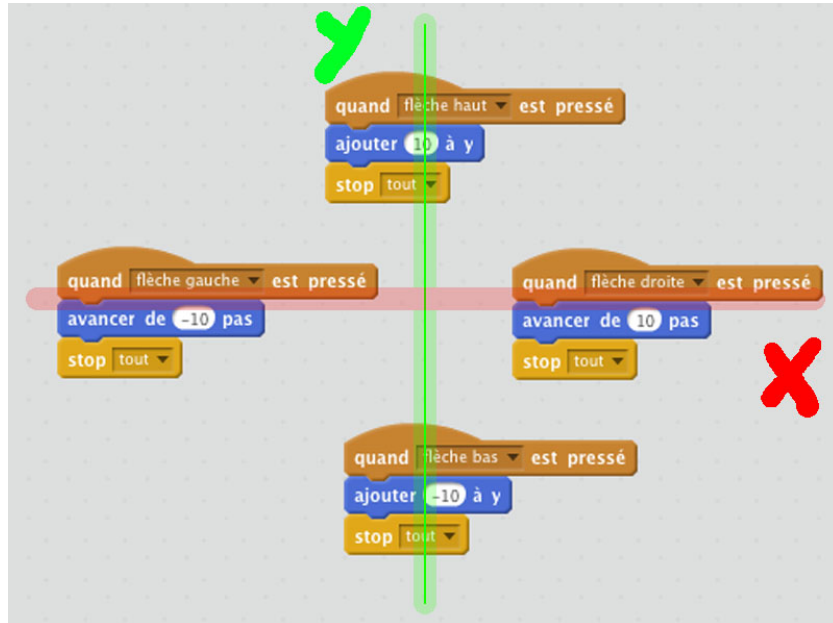 y
quand flèche haut est pressé
ajouter 10 à y
stop tout
quand flèche gauche est pressé
avancer de -10 pas
stop tout
quand flèche droite est pressé
avancer de 10 pas
stop tout
X
quand flèche bas est pressé
ajouter -10 à y
stop tout